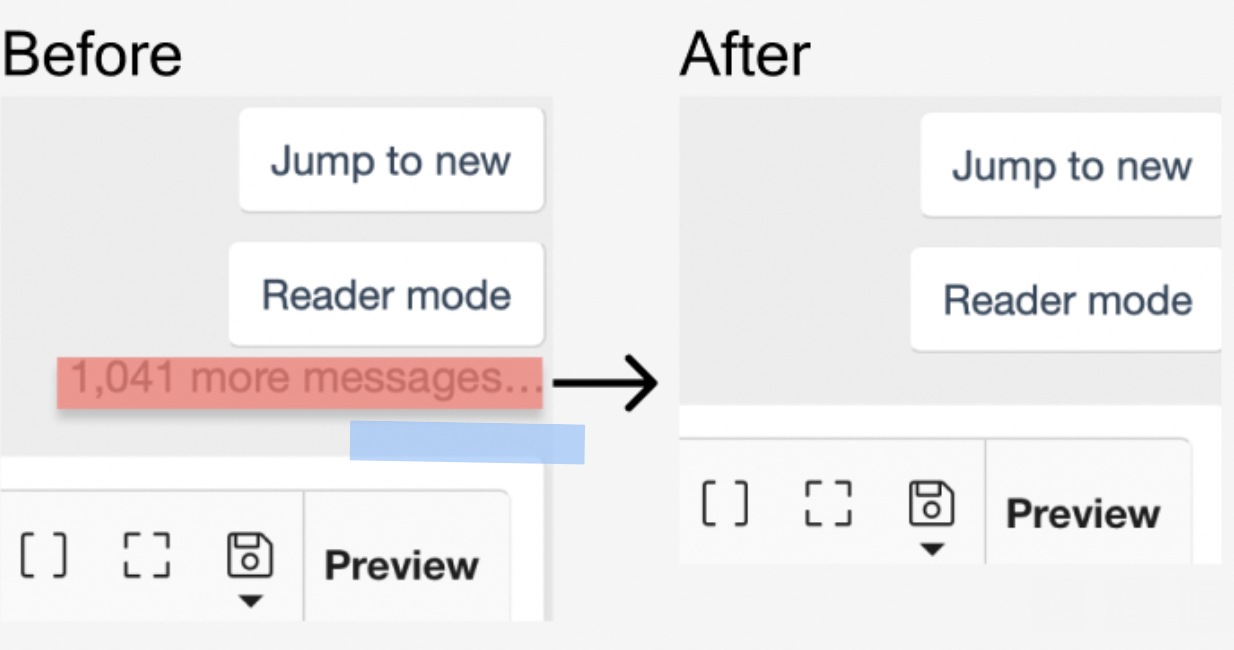 Before
After
Jump to new
Reader mode
1,041 more messages...
Preview
Jump to new
Reader mode
Preview